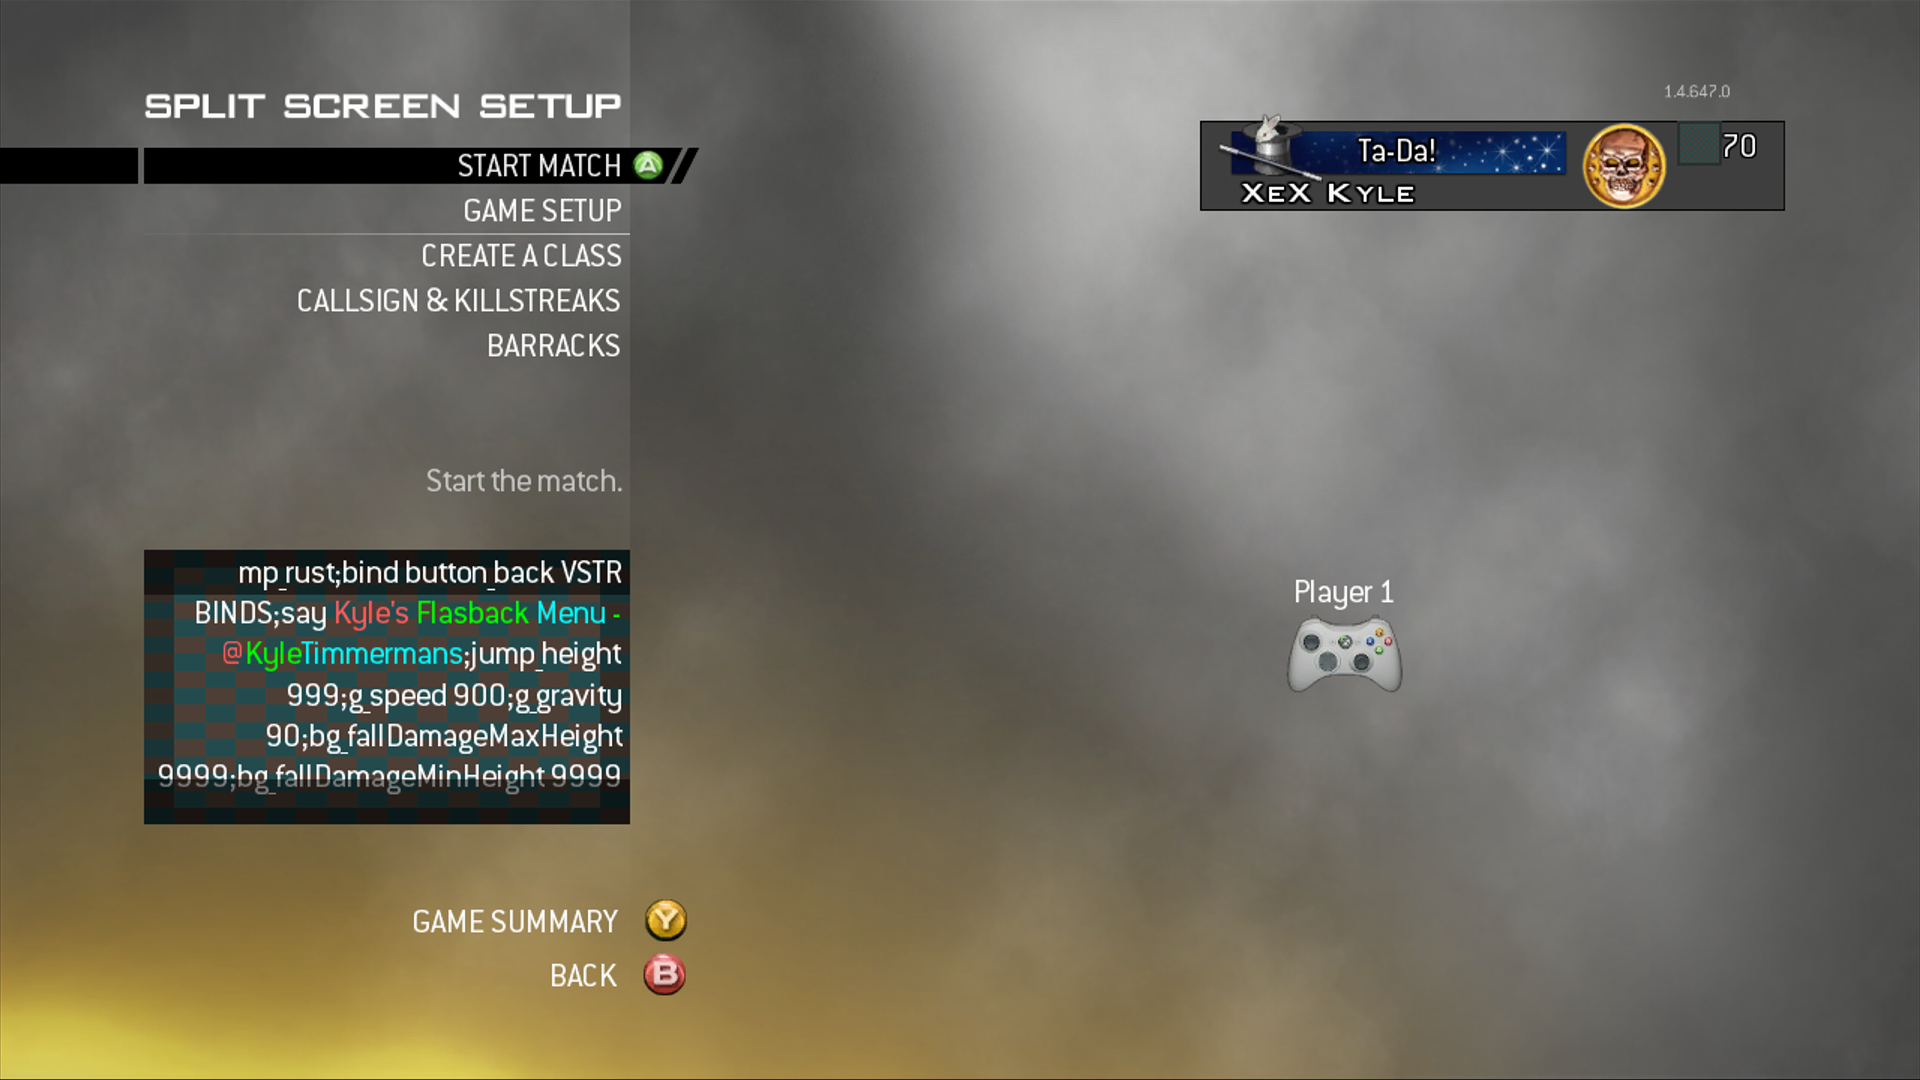 SPLIT SCREEN SETUP
START MATCH A
GAME SETUP
CREATE A CLASS
CALLSIGN & KILLSTREAKS
BARRACKS
Start the match.
mp_rust;bind button_back VSTR
BINDS;say Kyle's Flasback Menu -
@KyleTimmermans;jump_height
999;g_speed 900;g_gravity
90;bg_fallDamageMaxHeight
9999;bg_fallDamageMinHeight 9999
GAME SUMMARY Y
BACK B
1.4.647.0
Ta-Da!
70
XeX Kyle
Player 1